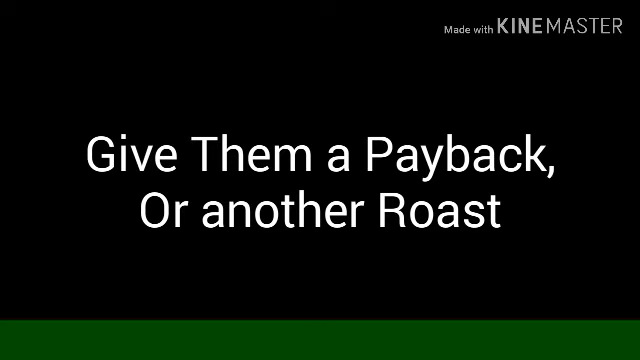 Made with KINEMASTER
Give Them a Payback,
Or another Roast